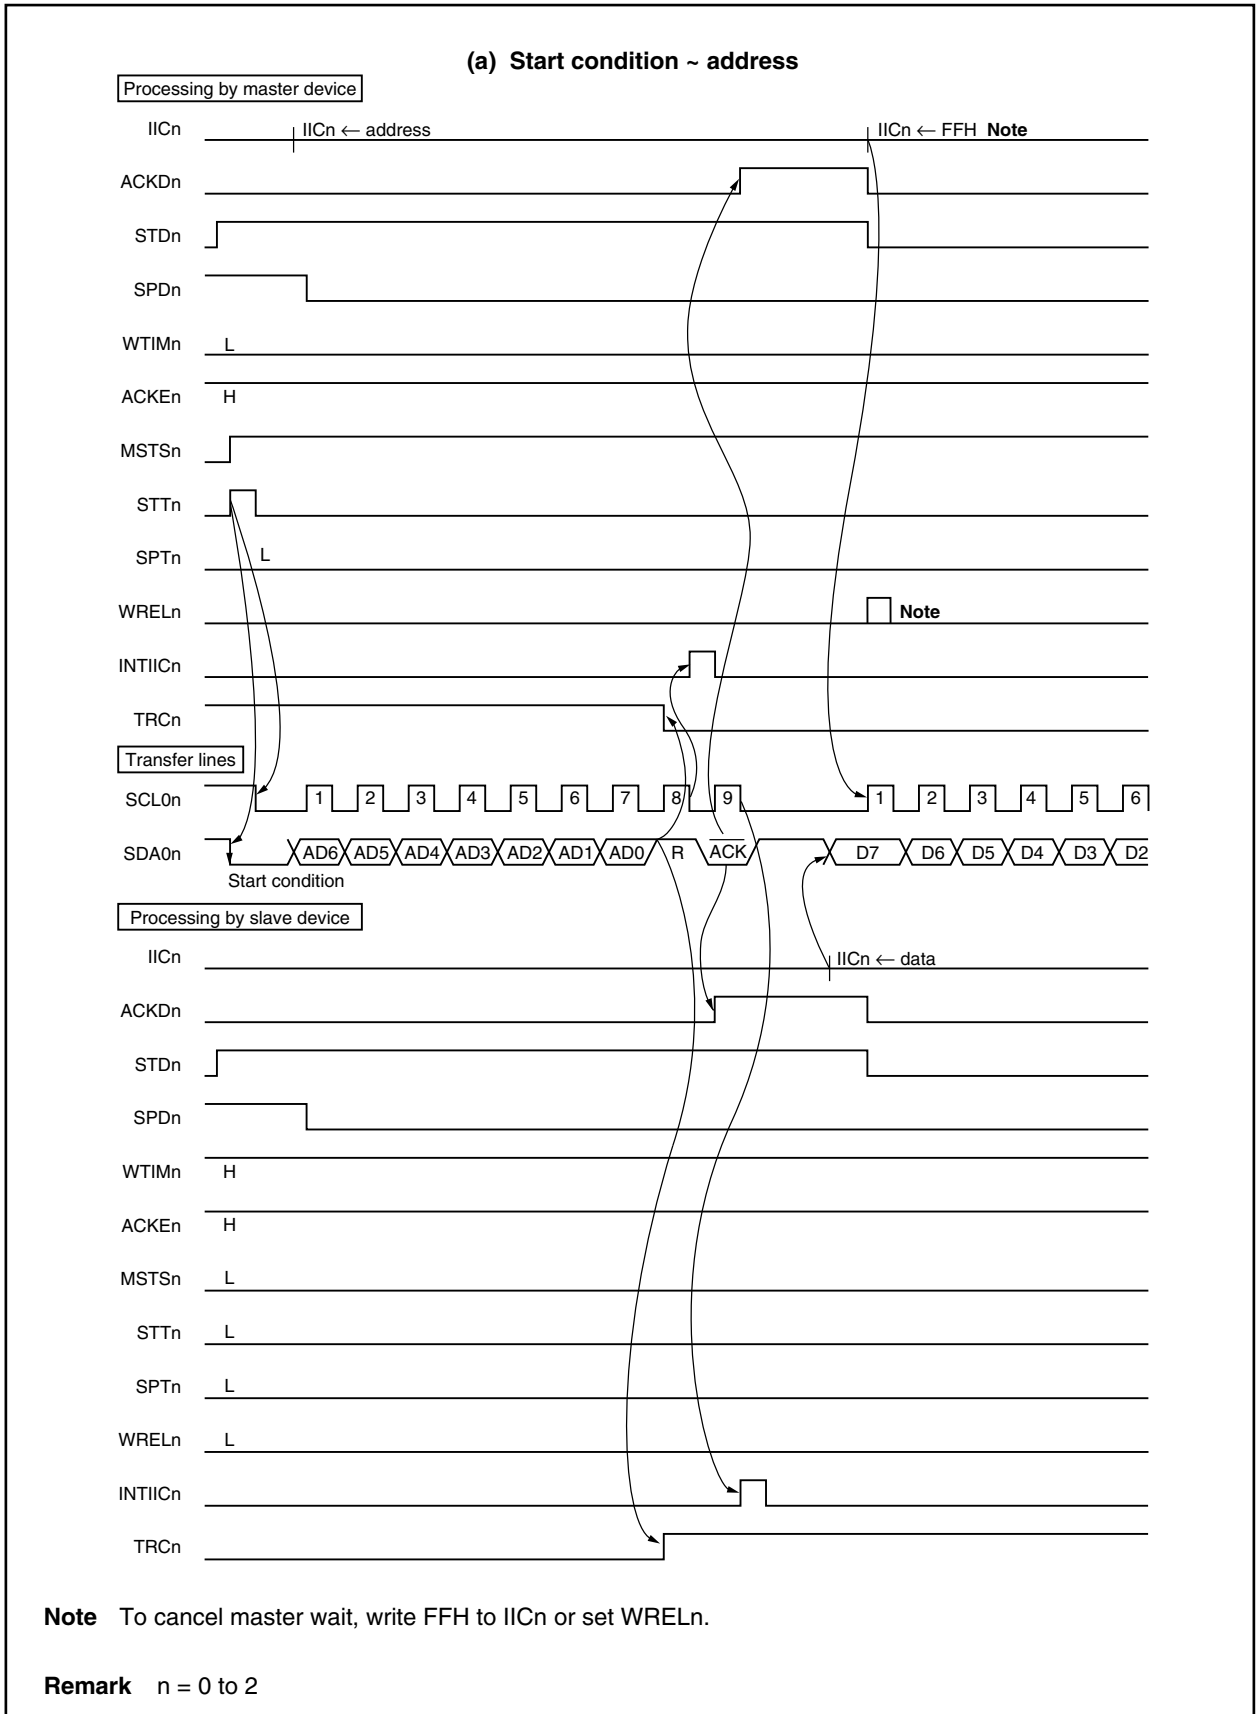 (a) Start condition ~ address
Processing by master device
IICn IICn ← address IICn ← FFH Note
ACKDn
STDn
SPDn
WTIMn L
ACKEn H
MSTSn
STTn
SPTn L
WRELn Note
INTIICn
TRCn
Transfer lines
SCL0n 1 2 3 4 5 6 7 8 9 1 2 3 4 5 6
SDA0n AD6 AD5 AD4 AD3 AD2 AD1 AD0 R ACK D7 D6 D5 D4 D3 D2
Start condition
Processing by slave device
IICn IICn ← data
ACKDn
STDn
SPDn
WTIMn H
ACKEn H
MSTSn L
STTn L
SPTn L
WRELn L
INTIICn
TRCn
Note To cancel master wait, write FFH to IICn or set WRELn.
Remark n = 0 to 2